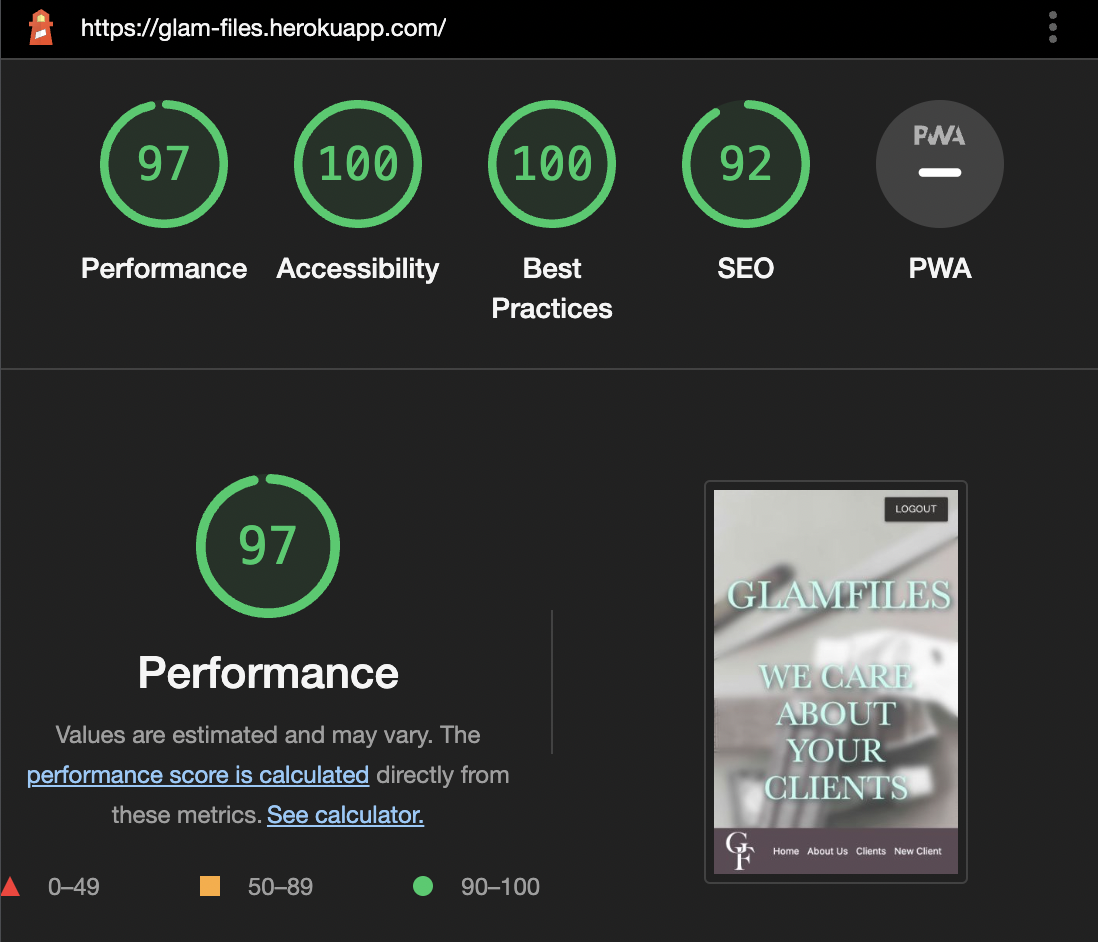 https://glam-files.herokuapp.com/
97
100
100
92
PWA
Performance
Accessibility
Best
Practices
SEO
PWA
97
Performance
Values are estimated and may vary. The
performance score is calculated directly from
these metrics. See calculator.
0–49
50–89
90–100
LOGOUT
GLAMFILES
WE CARE
ABOUT
YOUR
CLIENTS
GF
Home About Us Clients New Client